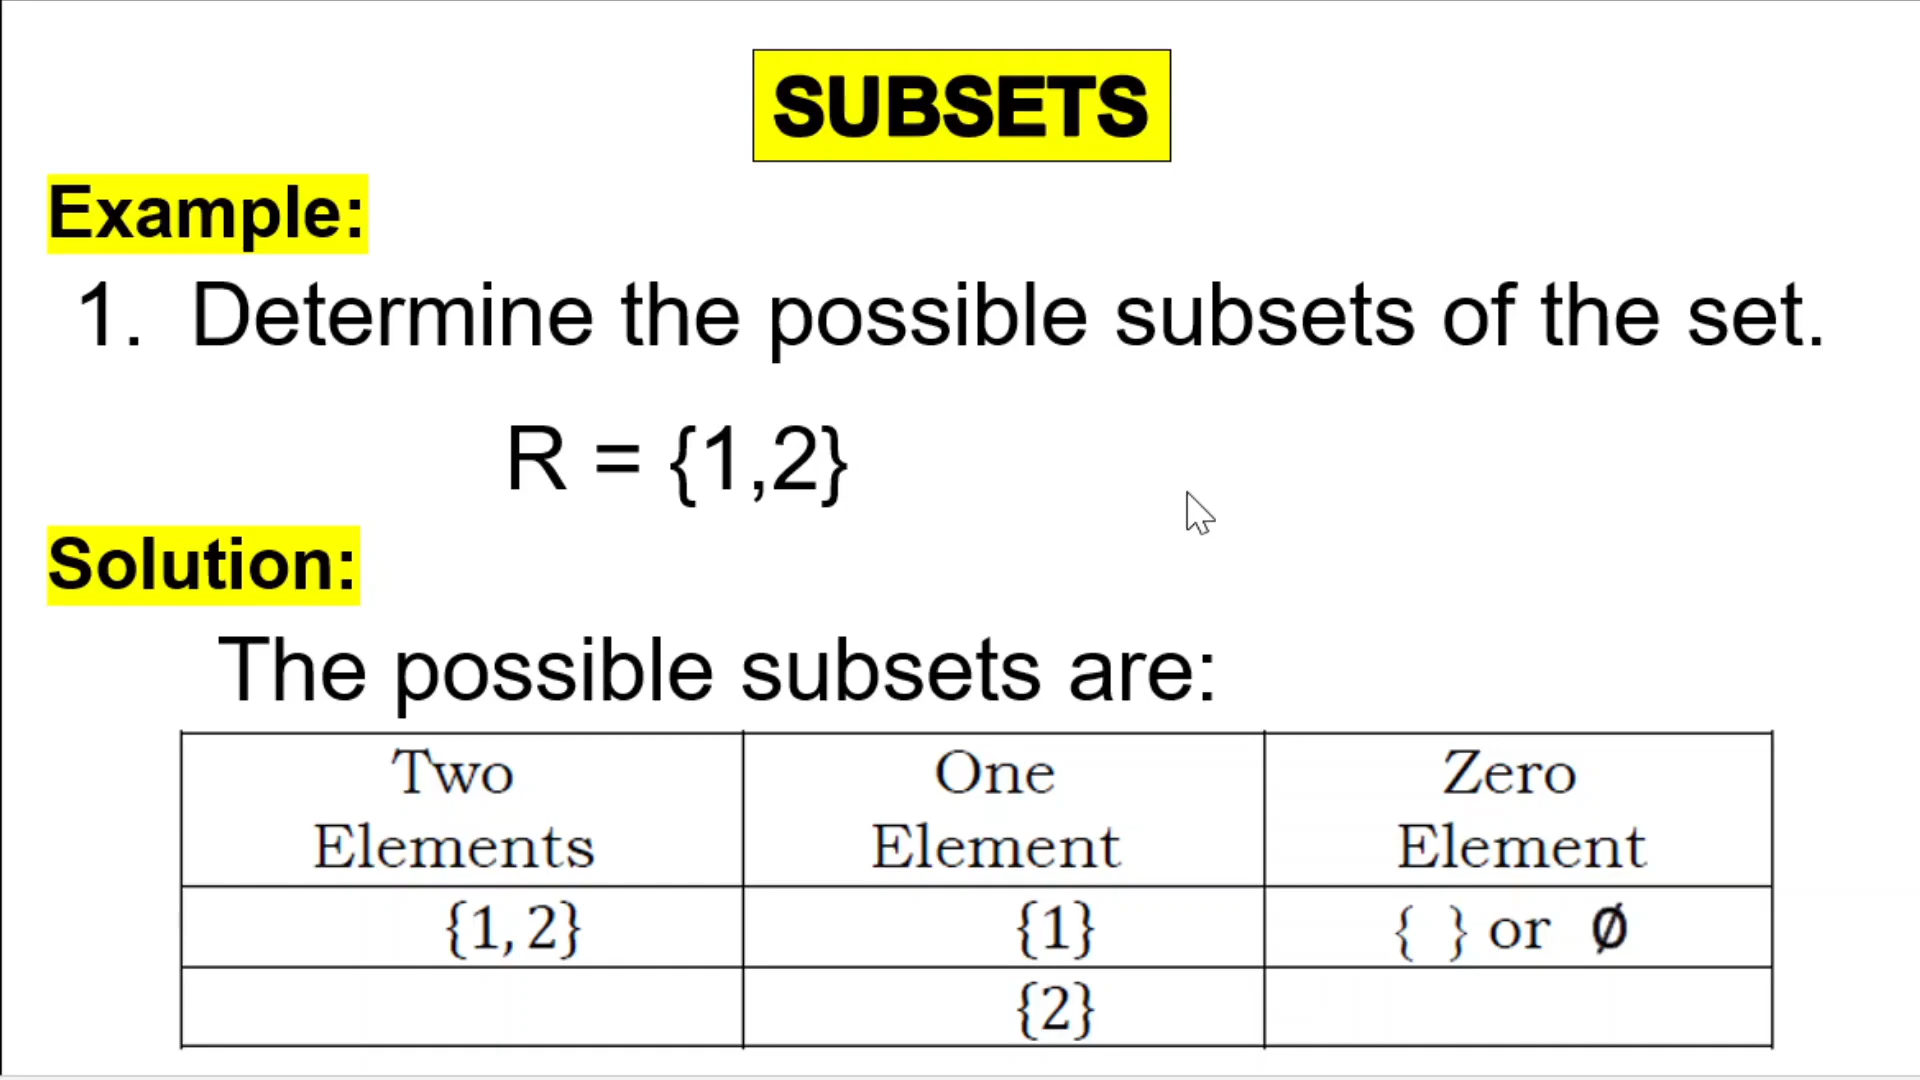 SUBSETS
Example:
1. Determine the possible subsets of the set.
R = {1,2}
Solution:
The possible subsets are:
Two Elements One Element Zero Element
{1, 2} {1} { } or Ø
{2}